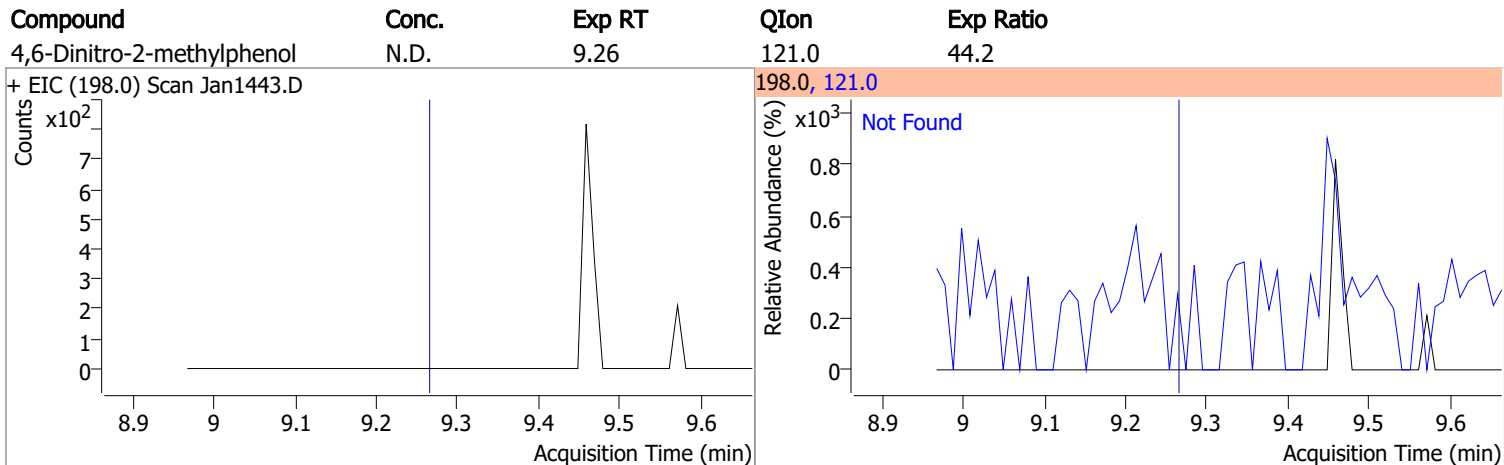 Compound Conc. Exp RT QIon Exp Ratio
4,6-Dinitro-2-methylphenol N.D. 9.26 121.0 44.2
+ EIC (198.0) Scan Jan1443.D
Counts
x10²
7
6
5
4
3
2
1
0
8.9 9 9.1 9.2 9.3 9.4 9.5 9.6
Acquisition Time (min)
198.0, 121.0
Relative Abundance (%)
x10³
Not Found
0.8
0.6
0.4
0.2
0
8.9 9 9.1 9.2 9.3 9.4 9.5 9.6
Acquisition Time (min)